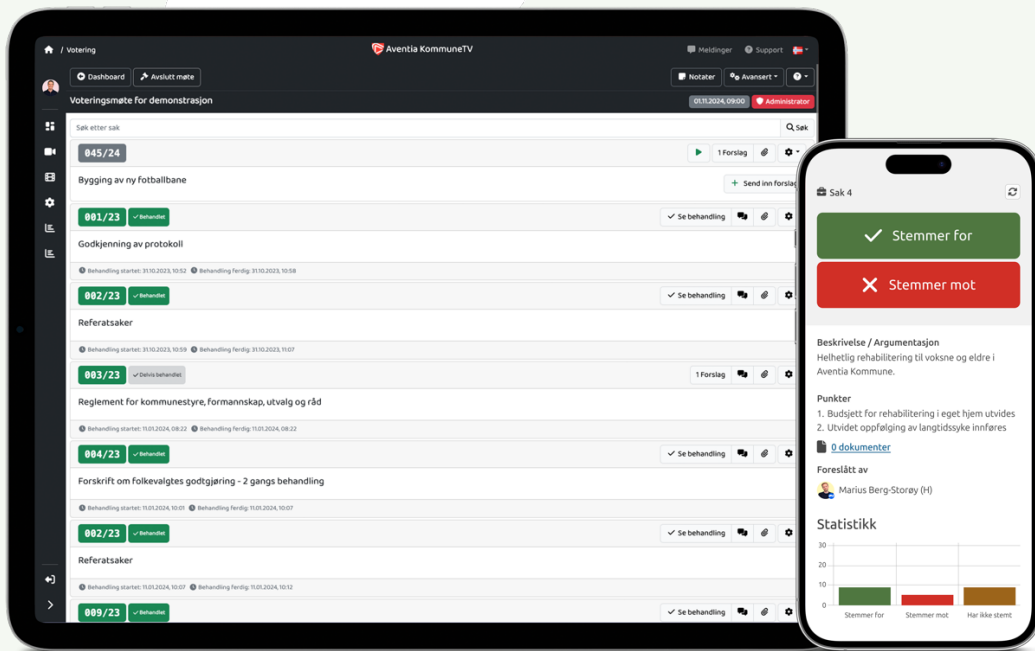 / Votering
Aventia KommuneTV
Meldinger
Support
Dashboard
Avslutt møte
Notater
Avansert
Voteringsmøte for demonstrasjon
01.11.2024, 09:00
Administrator
Søk etter sak
Søk
045/24
1 Forslag
Bygging av ny fotballbane
+ Send inn forslag
001/23
Behandlet
Se behandling
Godkjenning av protokoll
Behandling startet: 31.10.2023, 10:52 Behandling ferdig: 31.10.2023, 10:58
002/23
Behandlet
Se behandling
Referatsaker
Behandling startet: 31.10.2023, 10:59 Behandling ferdig: 31.10.2023, 11:07
003/23
Delvis behandlet
1 Forslag
Reglement for kommunestyre, formannskap, utvalg og råd
Behandling startet: 11.01.2024, 08:22 Behandling ferdig: 11.01.2024, 08:22
004/23
Behandlet
Se behandling
Forskrift om folkevalgtes godtgjøring - 2 gangs behandling
Behandling startet: 11.01.2024, 10:01 Behandling ferdig: 11.01.2024, 10:07
002/23
Behandlet
Se behandling
Referatsaker
Behandling startet: 11.01.2024, 10:07 Behandling ferdig: 11.01.2024, 10:12
009/23
Behandlet
Se behandling
Sak 4
Stemmer for
Stemmer mot
Beskrivelse / Argumentasjon
Helhetlig rehabilitering til voksne og eldre i
Aventia Kommune.
Punkter
1. Budsjett for rehabilitering i eget hjem utvides
2. Utvidet oppfølging av langtidssyke innføres
0 dokumenter
Foreslått av
Marius Berg-Storøy (H)
Statistikk
30
20
10
0
Stemmer for
Stemmer mot
Har ikke stemt